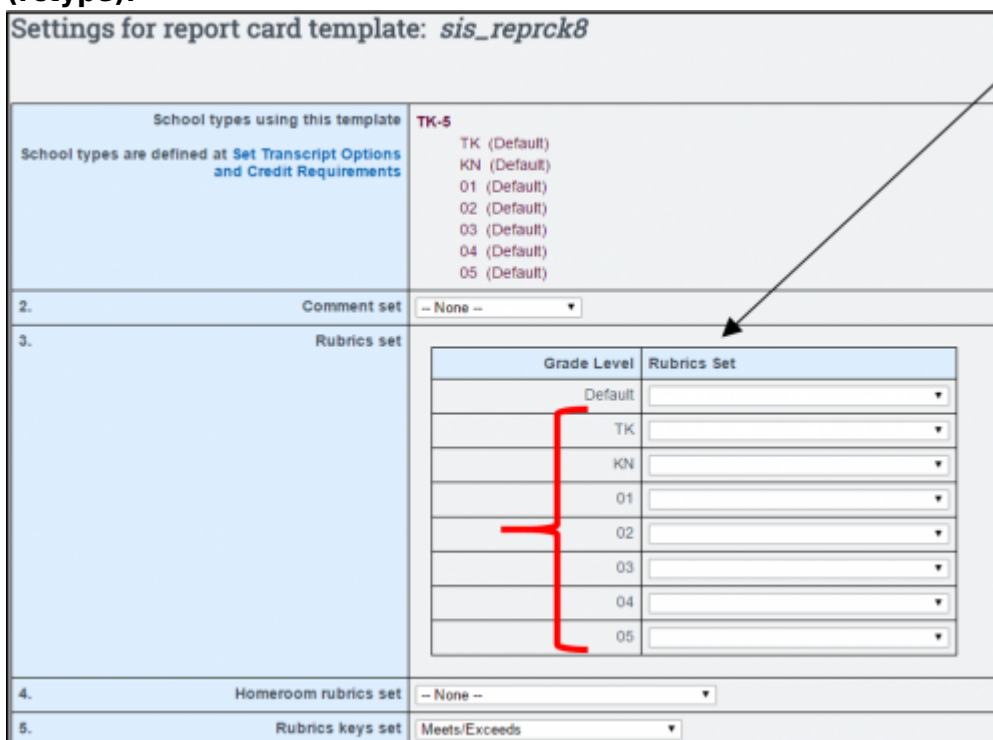 (retype).
Settings for report card template: sis_reprck8
School types using this template
School types are defined at Set Transcript Options
and Credit Requirements
TK-5
TK (Default)
KN (Default)
01 (Default)
02 (Default)
03 (Default)
04 (Default)
05 (Default)
2. Comment set -- None --
3. Rubrics set
Grade Level Rubrics Set
Default
TK
KN
01
02
03
04
05
4. Homeroom rubrics set -- None --
5. Rubrics keys set Meets/Exceeds